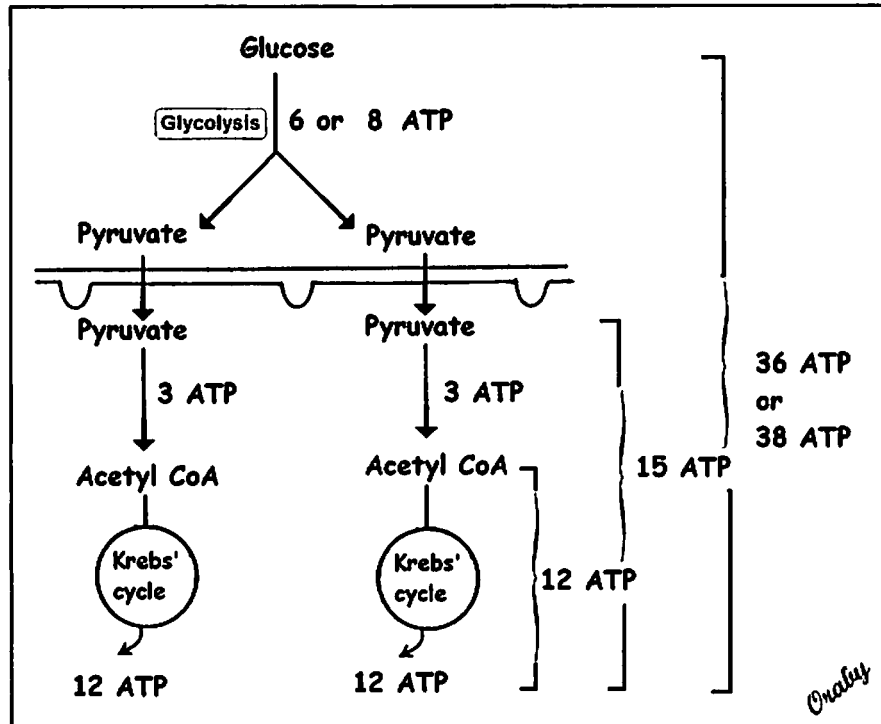 Glucose
Glycolysis 6 or 8 ATP
Pyruvate Pyruvate
Pyruvate Pyruvate
3 ATP 3 ATP
Acetyl CoA Acetyl CoA
Krebs' Krebs'
cycle cycle
12 ATP 12 ATP
12 ATP
15 ATP
36 ATP
or
38 ATP
Oraby